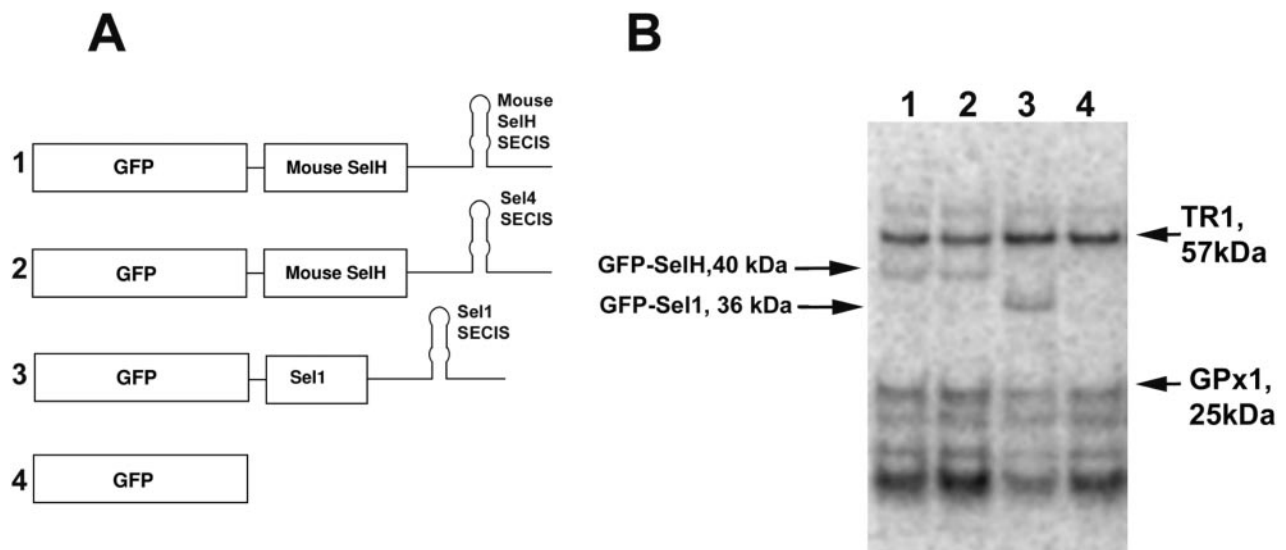 A
1
GFP
Mouse SelH
Mouse
SelH
SECIS
2
GFP
Mouse SelH
Sel4
SECIS
3
GFP
Sel1
Sel1
SECIS
4
GFP
B
1 2 3 4
GFP-SelH,40 kDa
GFP-Sel1, 36 kDa
TR1,
57kDa
GPx1,
25kDa